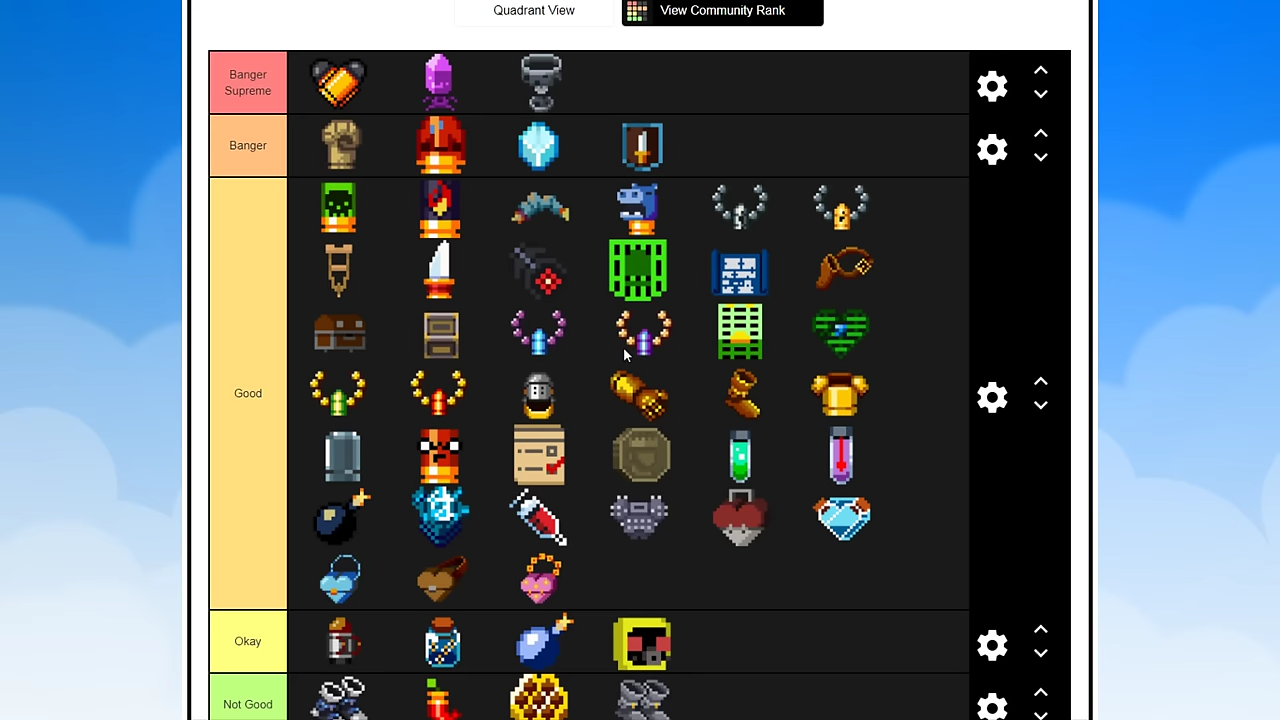 Quadrant View
View Community Rank
Banger
Supreme
Banger
Good
Okay
Not Good